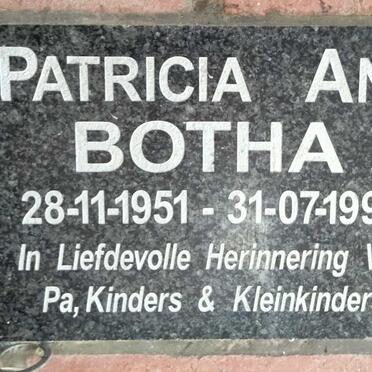 PATRICIA AN
BOTHA
28-11-1951 - 31-07-199
In Liefdevolle Herinnering V
Pa, Kinders & Kleinkinder